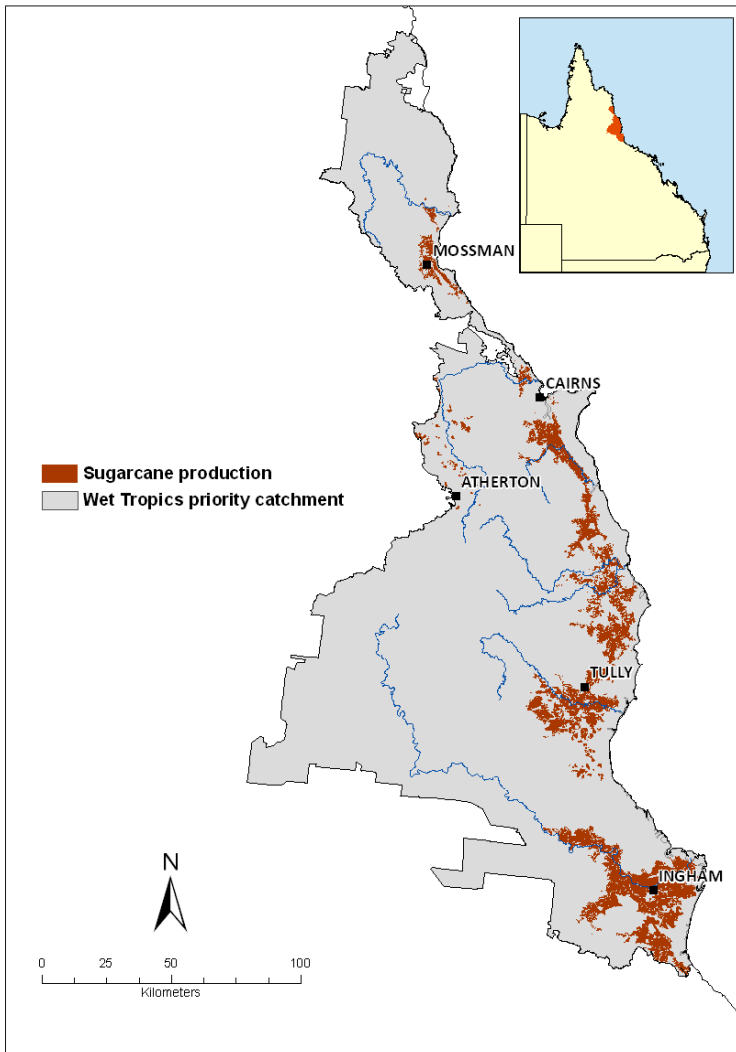 MOSSMAN
CAIRNS
Sugarcane production
Wet Tropics priority catchment
ATHERTON
TULLY
N
INGHAM
0 25 50 100
Kilometers